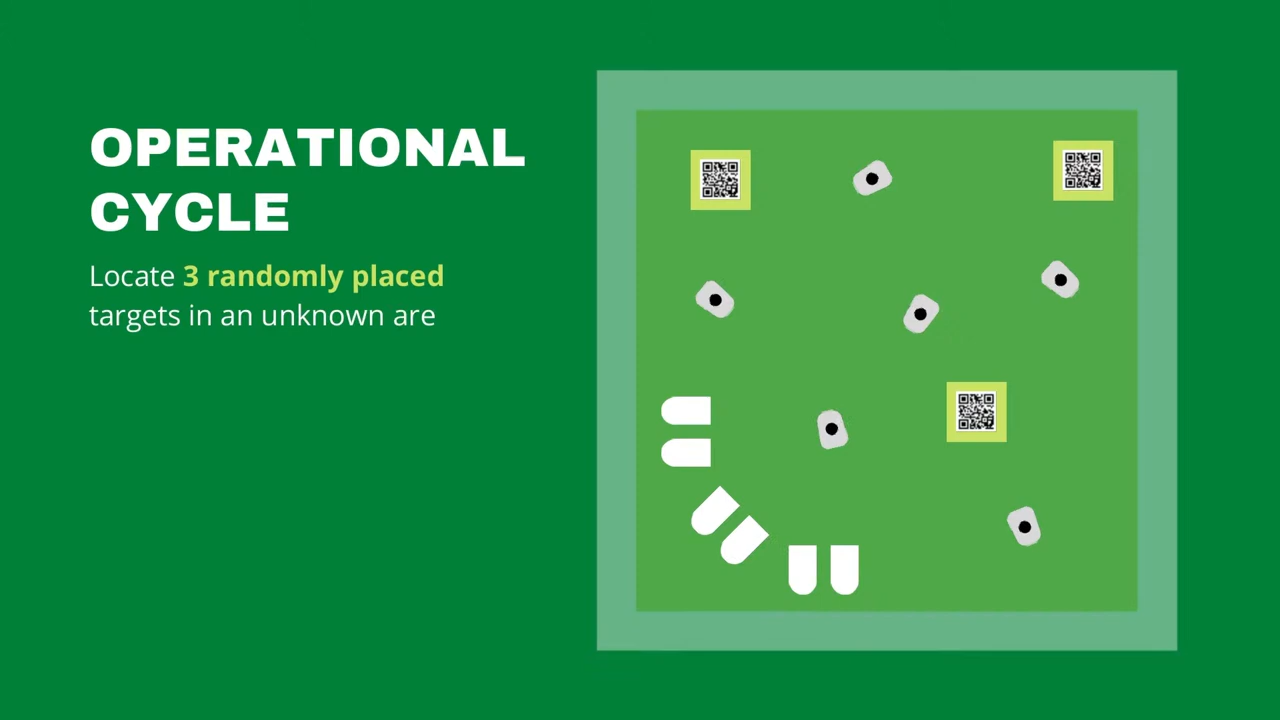 OPERATIONAL
CYCLE
Locate 3 randomly placed
targets in an unknown are